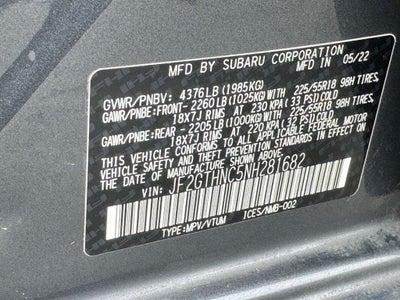 MFD BY SUBARU CORPORATION 05/22
GVWR/PNBV: 4376LB (1985KG)
GAWR/PNBE:FRONT- 2260LB (1025KG) WITH 225/55R18 98H TIRES,
18X7J RIMS, AT 230 KPA (33 PSI) COLD
GAWR/PNBE:REAR - 2205LB (1000KG) WITH 225/55R18 98H TIRES,
18X7J RIMS, AT 220 KPA (32 PSI) COLD
THIS VEHICLE CONFORMS TO ALL APPLICABLE
FEDERAL MOTOR VEHICLE SAFETY AND THEFT
PREVENTION STANDARDS IN EFFECT ON THE
DATE OF MANUFACTURE SHOWN ABOVE.
VIN: JF2GTHNC5NH281682
TYPE:MPV/VTUM ICES/NMB-002